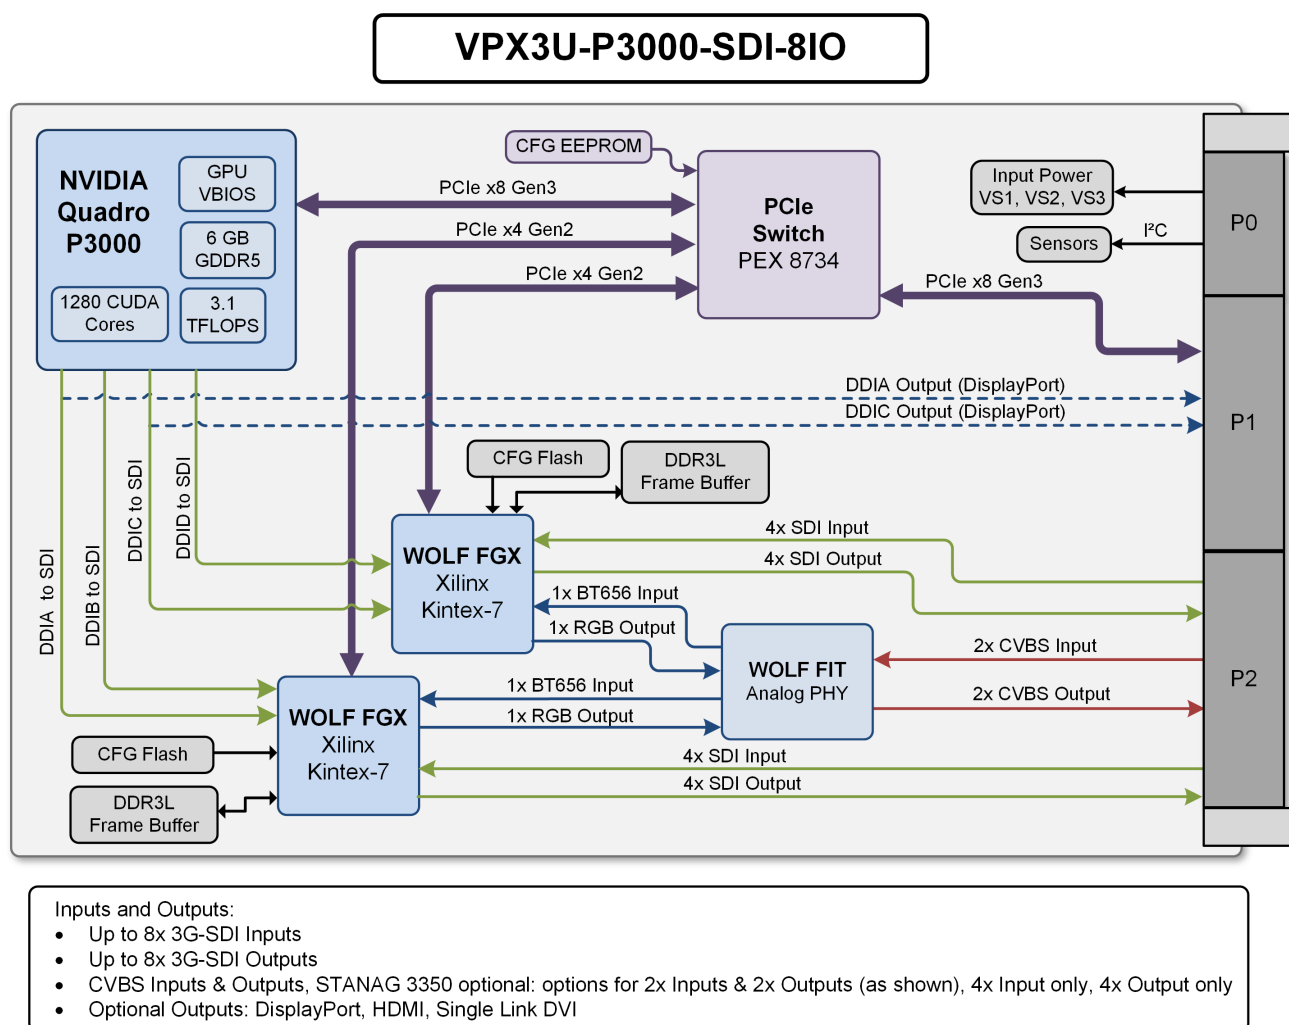 VPX3U-P3000-SDI-8IO
NVIDIA
Quadro
P3000
GPU
VBIOS
6 GB
GDDR5
1280 CUDA
Cores
3.1
TFLOPS
CFG EEPROM
PCIe x8 Gen3
PCIe x4 Gen2
PCIe x4 Gen2
PCIe
Switch
PEX 8734
Input Power
VS1, VS2, VS3
Sensors
I²C
PCIe x8 Gen3
P0
P1
P2
DDIA Output (DisplayPort)
DDIC Output (DisplayPort)
DDIA to SDI
DDIB to SDI
DDIC to SDI
DDID to SDI
CFG Flash
DDR3L
Frame Buffer
WOLF FGX
Xilinx
Kintex-7
4x SDI Input
4x SDI Output
1x BT656 Input
1x RGB Output
WOLF FIT
Analog PHY
2x CVBS Input
2x CVBS Output
1x BT656 Input
1x RGB Output
WOLF FGX
Xilinx
Kintex-7
CFG Flash
DDR3L
Frame Buffer
4x SDI Input
4x SDI Output
Inputs and Outputs:
• Up to 8x 3G-SDI Inputs
• Up to 8x 3G-SDI Outputs
• CVBS Inputs & Outputs, STANAG 3350 optional: options for 2x Inputs & 2x Outputs (as shown), 4x Input only, 4x Output only
• Optional Outputs: DisplayPort, HDMI, Single Link DVI